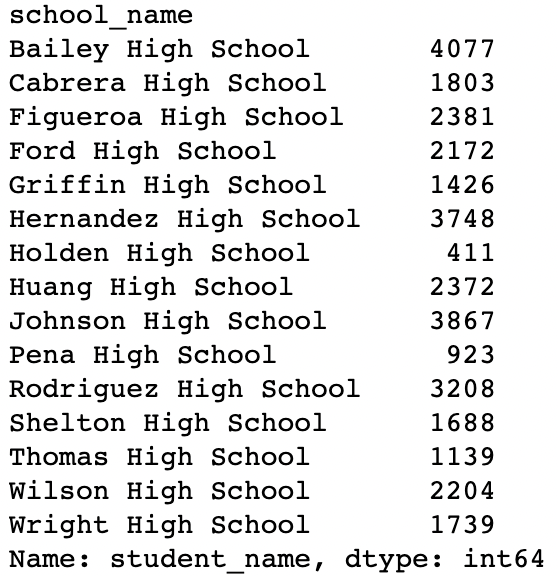 school_name
Bailey High School 4077
Cabrera High School 1803
Figueroa High School 2381
Ford High School 2172
Griffin High School 1426
Hernandez High School 3748
Holden High School 411
Huang High School 2372
Johnson High School 3867
Pena High School 923
Rodriguez High School 3208
Shelton High School 1688
Thomas High School 1139
Wilson High School 2204
Wright High School 1739
Name: student_name, dtype: int64